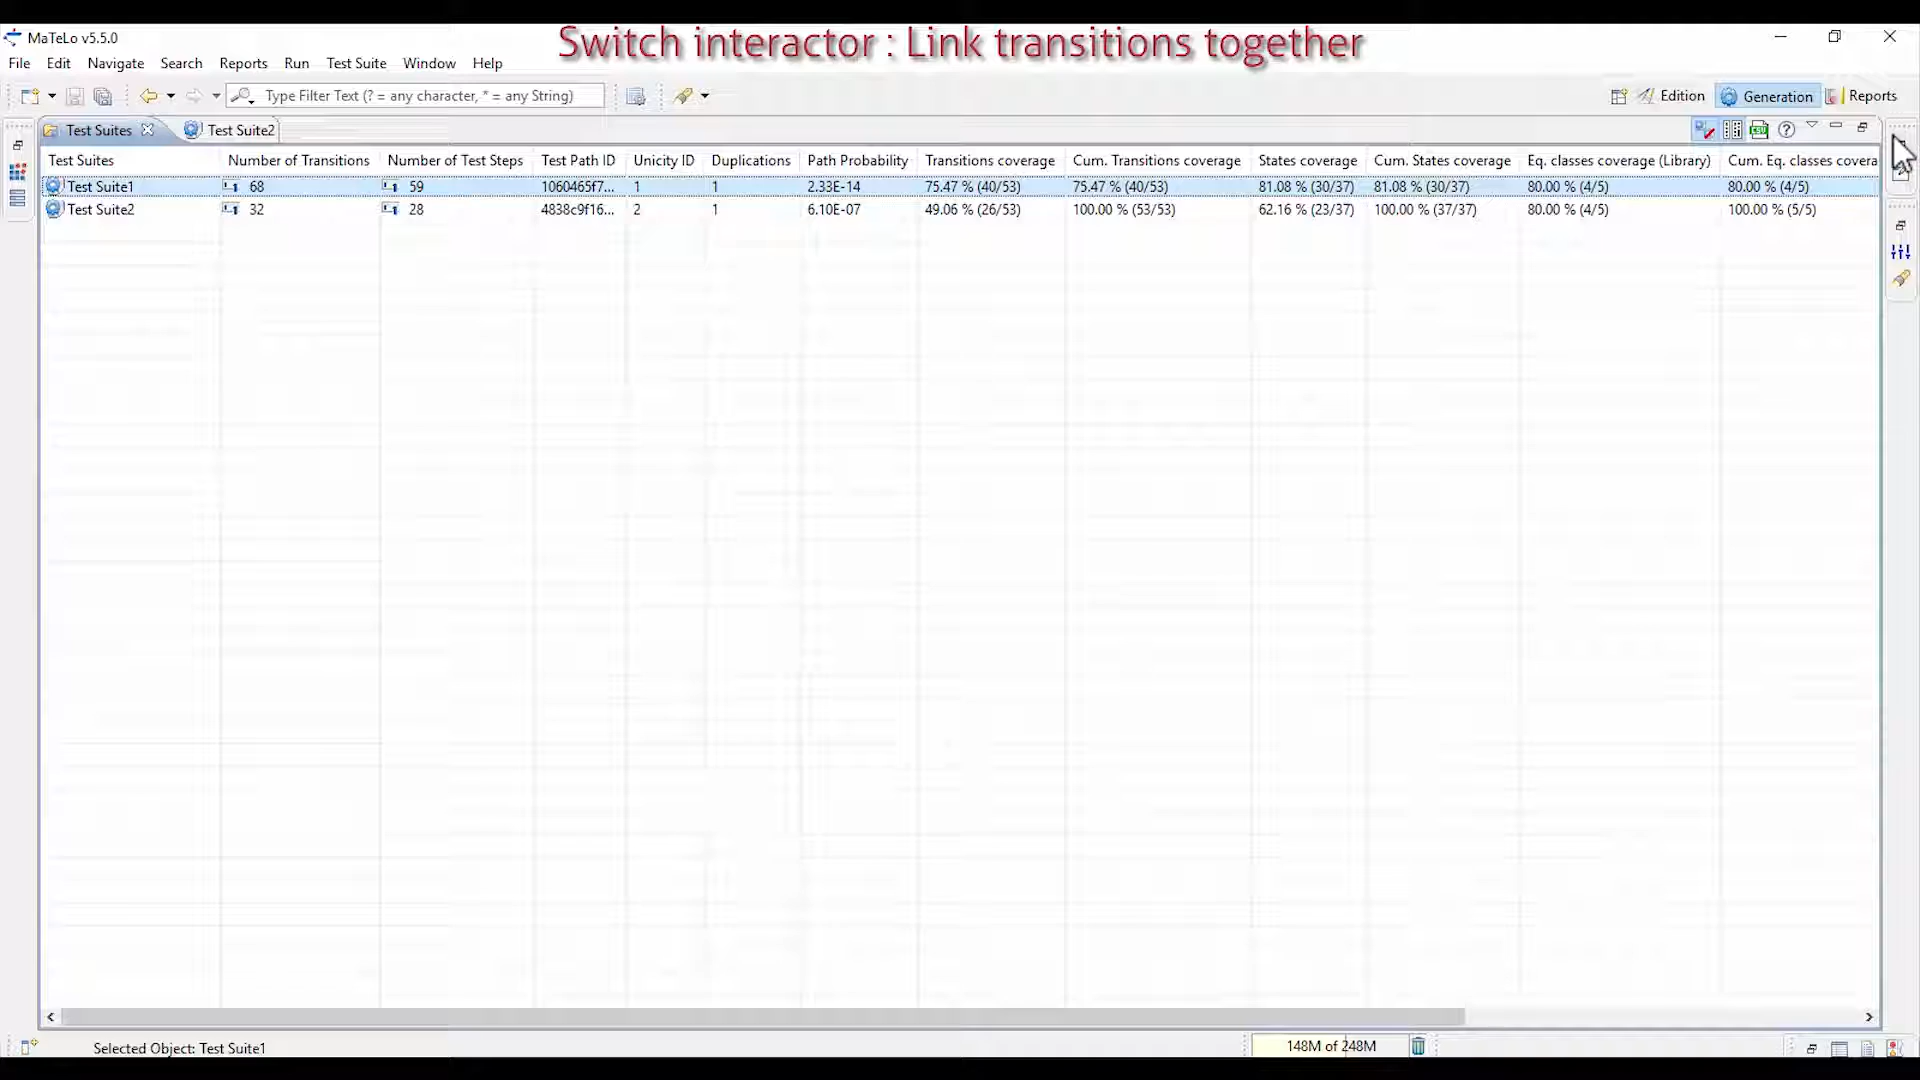 Switch interactor : Link transitions together
MaTeLo v5.5.0
File Edit Navigate Search Reports Run Test Suite Window Help
Type Filter Text (? = any character, * = any String)
Edition Generation Reports
Test Suites Test Suite2
Test Suites Number of Transitions Number of Test Steps Test Path ID Unicity ID Duplications Path Probability Transitions coverage Cum. Transitions coverage States coverage Cum. States coverage Eq. classes coverage (Library) Cum. Eq. classes covera
Test Suite1 68 59 1060465f7... 1 1 2.33E-14 75.47 % (40/53) 75.47 % (40/53) 81.08 % (30/37) 81.08 % (30/37) 80.00 % (4/5) 80.00 % (4/5)
Test Suite2 32 28 4838c9f16... 2 1 6.10E-07 49.06 % (26/53) 100.00 % (53/53) 62.16 % (23/37) 100.00 % (37/37) 80.00 % (4/5) 100.00 % (5/5)
Selected Object: Test Suite1
148M of 248M